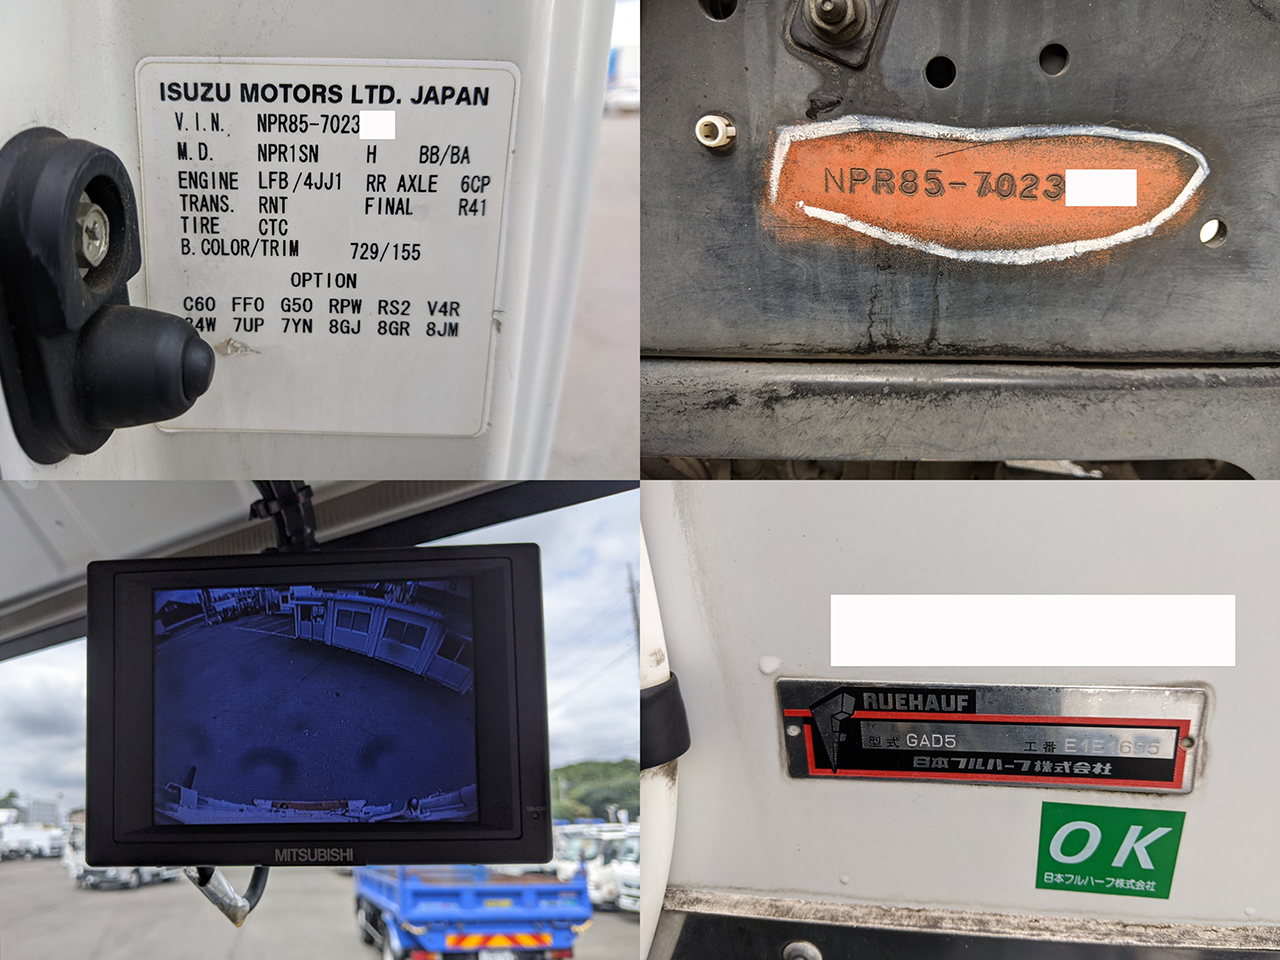 ISUZU MOTORS LTD. JAPAN
V.I.N. NPR85-7023
M.D. NPR1SN H BB/BA
ENGINE LFB/4JJ1 RR AXLE 6CP
TRANS. RNT FINAL R41
TIRE CTC
B.COLOR/TRIM 729/155
OPTION
C60 FF0 G50 RPW RS2 V4R
7UP 7YN 8GJ 8GR 8JM
NPR85-7023
MITSUBISHI
RUEHAUF
型式 GAD5 工番 E1E1695
日本フルハーフ株式会社
OK
日本フルハーフ株式会社